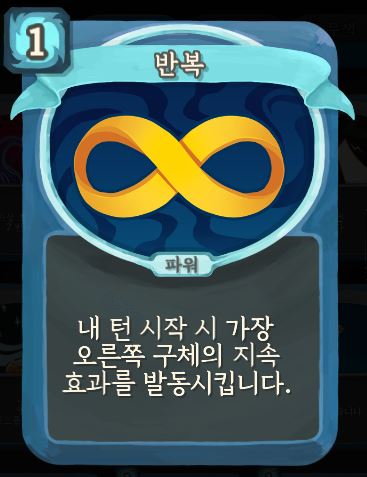 1
반복
파워
내 턴 시작 시 가장
오른쪽 구체의 지속
효과를 발동시킵니다.